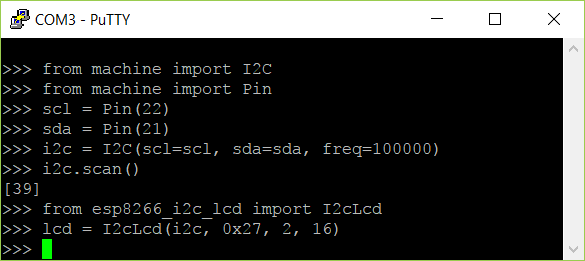 COM3 - PuTTY
>>> from machine import I2C
>>> from machine import Pin
>>> scl = Pin(22)
>>> sda = Pin(21)
>>> i2c = I2C(scl=scl, sda=sda, freq=100000)
>>> i2c.scan()
[39]
>>> from esp8266_i2c_lcd import I2cLcd
>>> lcd = I2cLcd(i2c, 0x27, 2, 16)
>>>